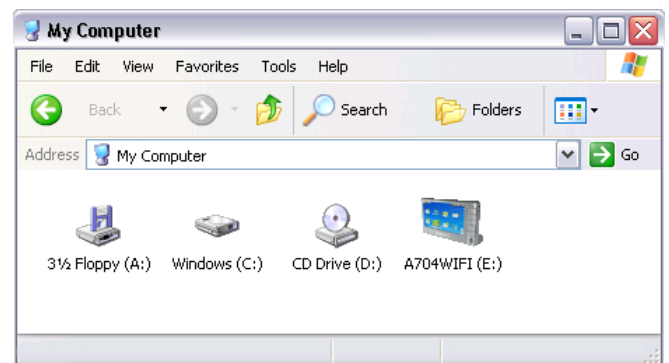 My Computer
File Edit View Favorites Tools Help
Back Search Folders
Address My Computer Go
3½ Floppy (A:) Windows (C:) CD Drive (D:) A704WIFI (E:)